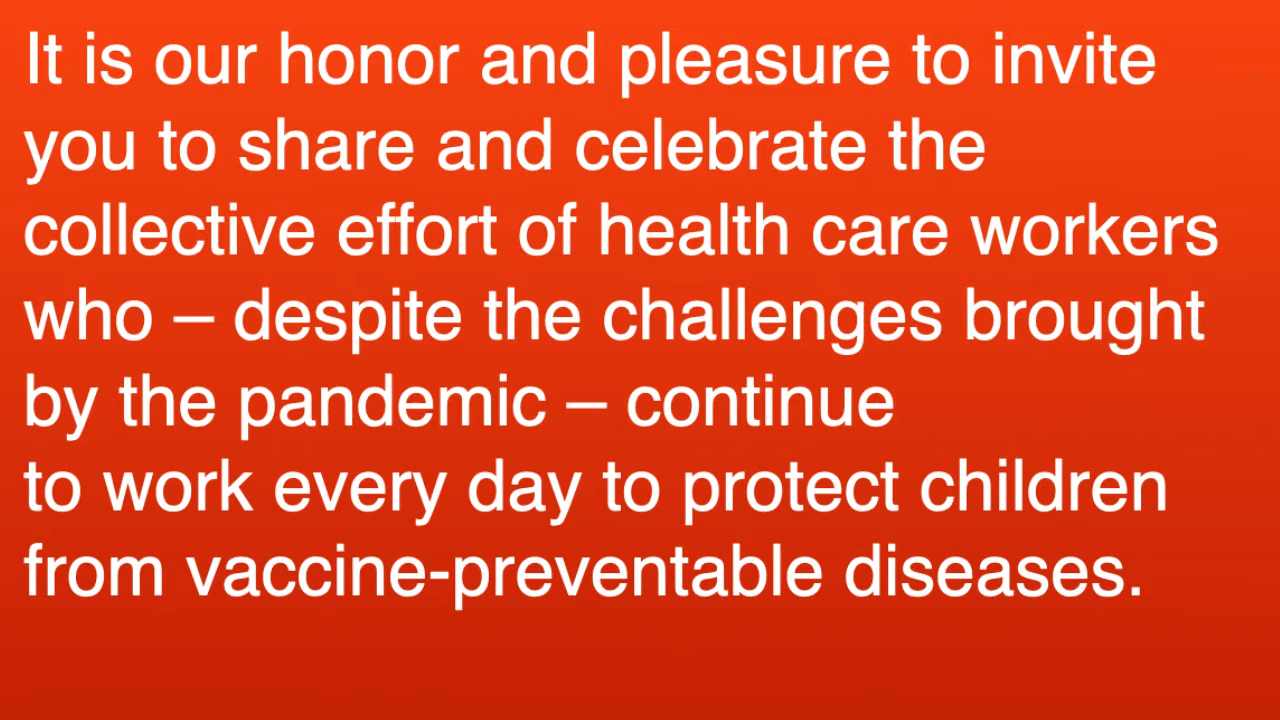 It is our honor and pleasure to invite
you to share and celebrate the
collective effort of health care workers
who – despite the challenges brought
by the pandemic – continue
to work every day to protect children
from vaccine-preventable diseases.